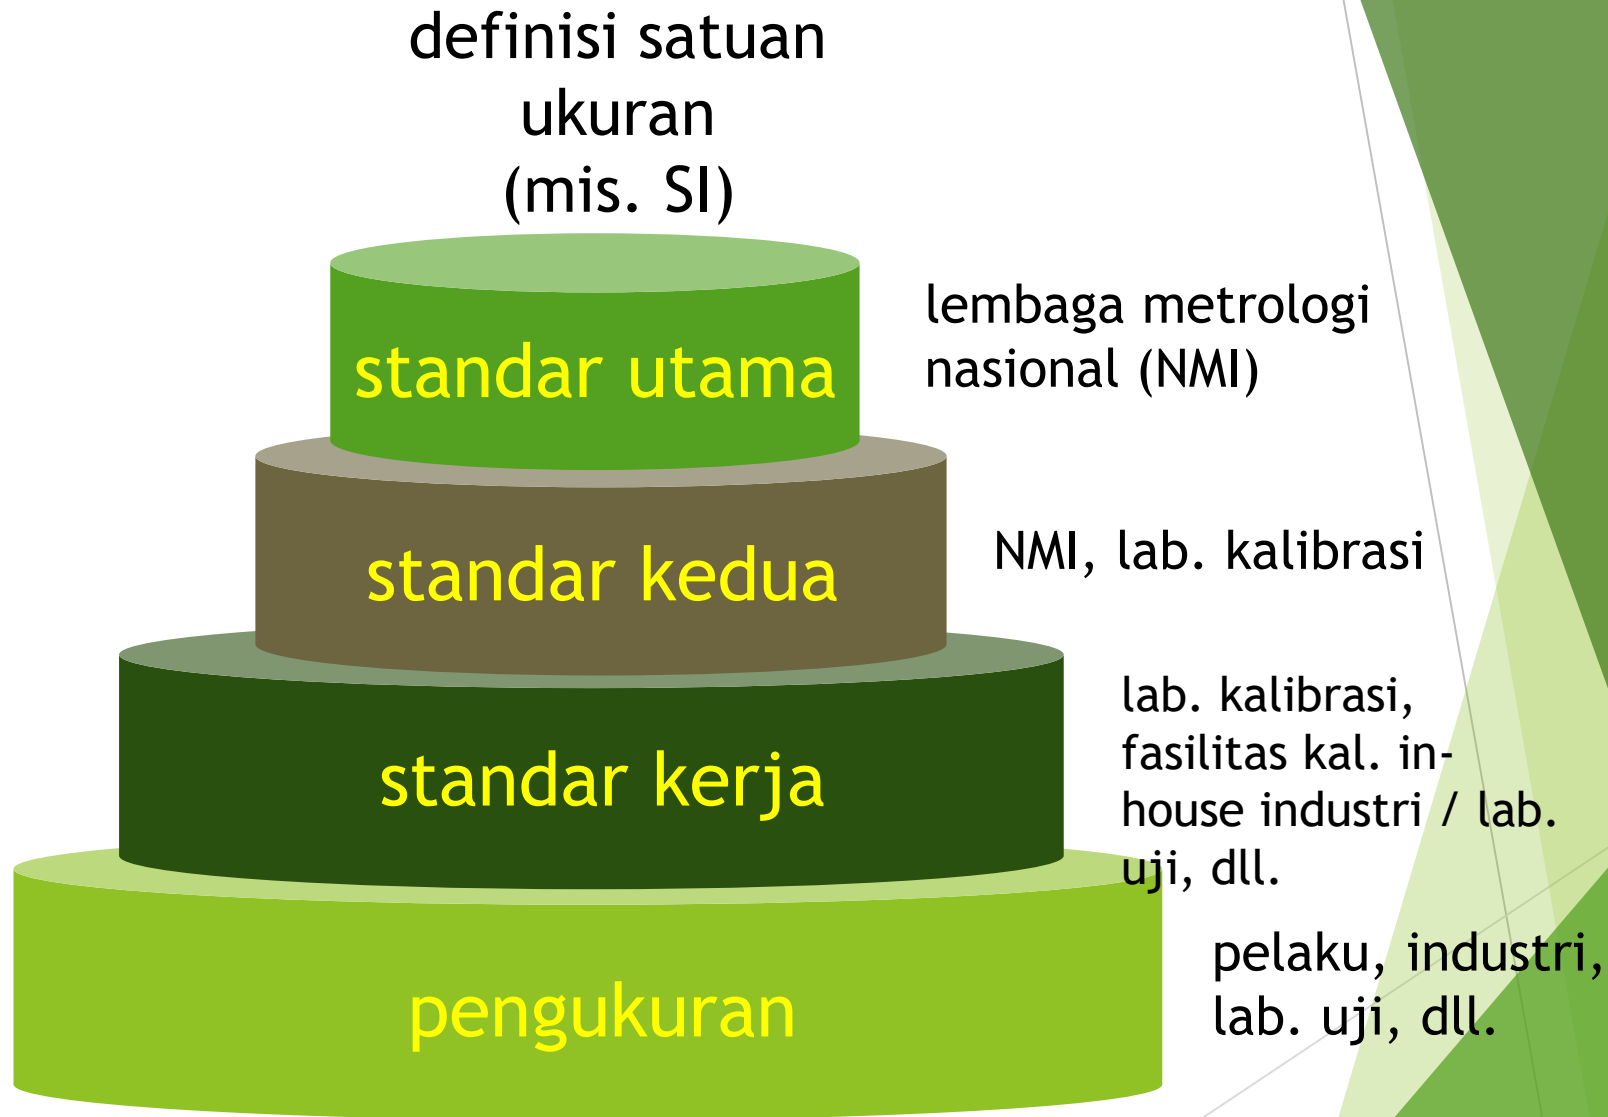 definisi satuan
ukuran
(mis. SI)
standar utama
lembaga metrologi
nasional (NMI)
standar kedua
NMI, lab. kalibrasi
standar kerja
lab. kalibrasi,
fasilitas kal. in-
house industri / lab.
uji, dll.
pengukuran
pelaku, industri,
lab. uji, dll.